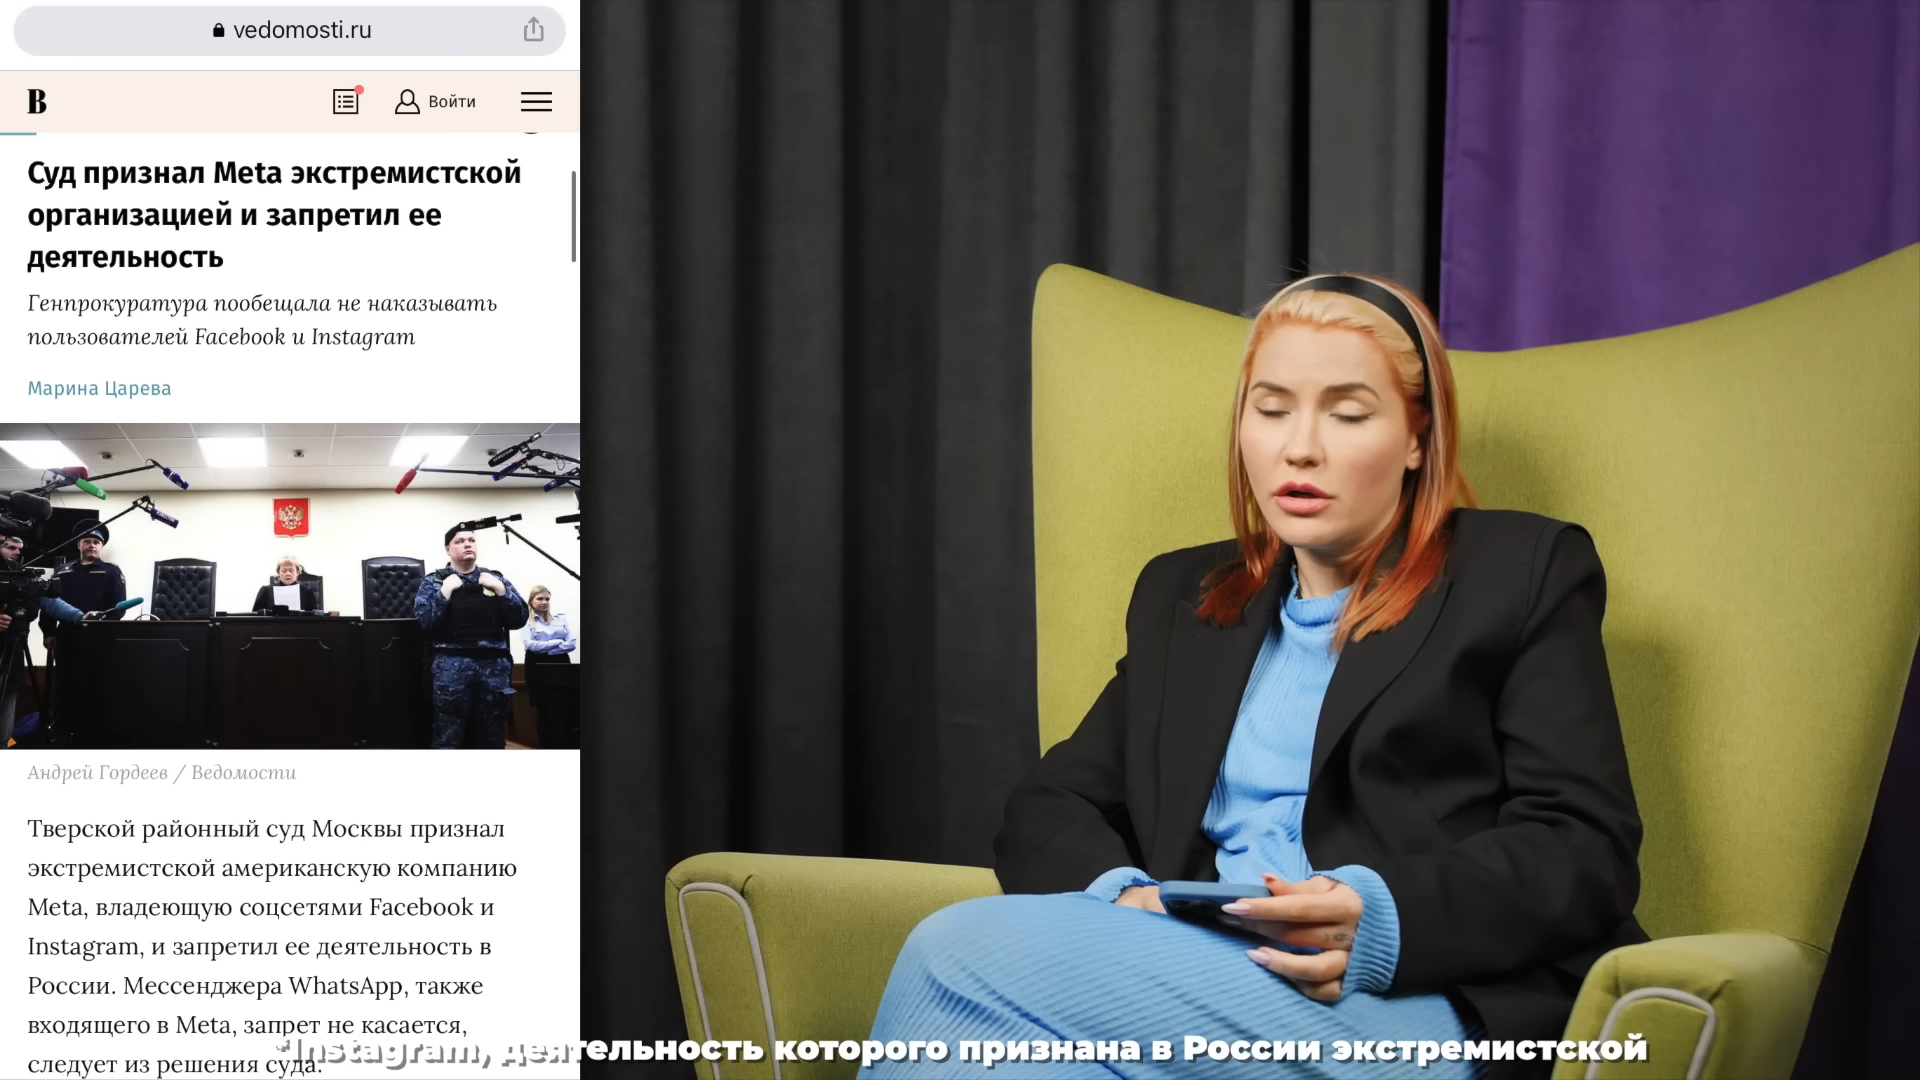 vedomosti.ru
В
Войти
Суд признал Meta экстремистской
организацией и запретил ее
деятельность
Генпрокуратура пообещала не наказывать
пользователей Facebook и Instagram
Марина Царева
Андрей Гордеев / Ведомости
Тверской районный суд Москвы признал
экстремистской американскую компанию
Meta, владеющую соцсетями Facebook и
Instagram, и запретил ее деятельность в
России. Мессенджера WhatsApp, также
входящего в Meta, запрет не касается,
следует из решения суда.
*Instagram, деятельность которого признана в России экстремистской